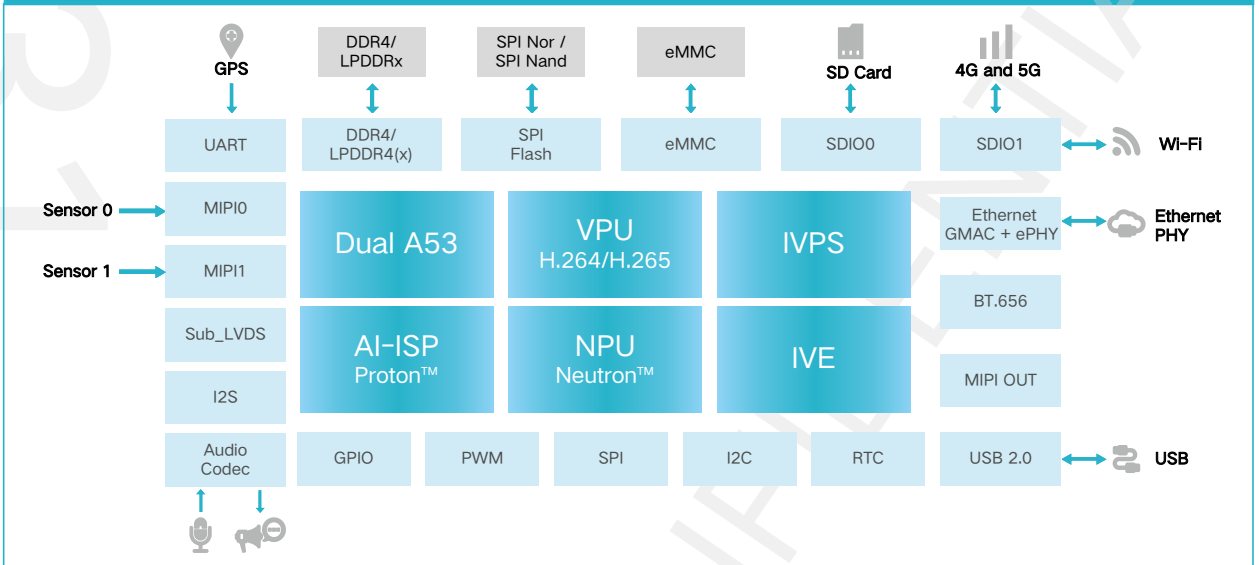 GPS
DDR4/
LPDDRx
SPI Nor /
SPI Nand
eMMC
SD Card
4G and 5G
UART
DDR4/
LPDDR4(x)
SPI
Flash
eMMC
SDIO0
SDIO1
Wi-Fi
Sensor 0
MIPI0
Dual A53
VPU
H.264/H.265
IVPS
Ethernet
GMAC + ePHY
Ethernet
PHY
Sensor 1
MIPI1
BT.656
Sub_LVDS
AI-ISP
Proton™
NPU
Neutron™
IVE
MIPI OUT
I2S
Audio
Codec
GPIO
PWM
SPI
I2C
RTC
USB 2.0
USB